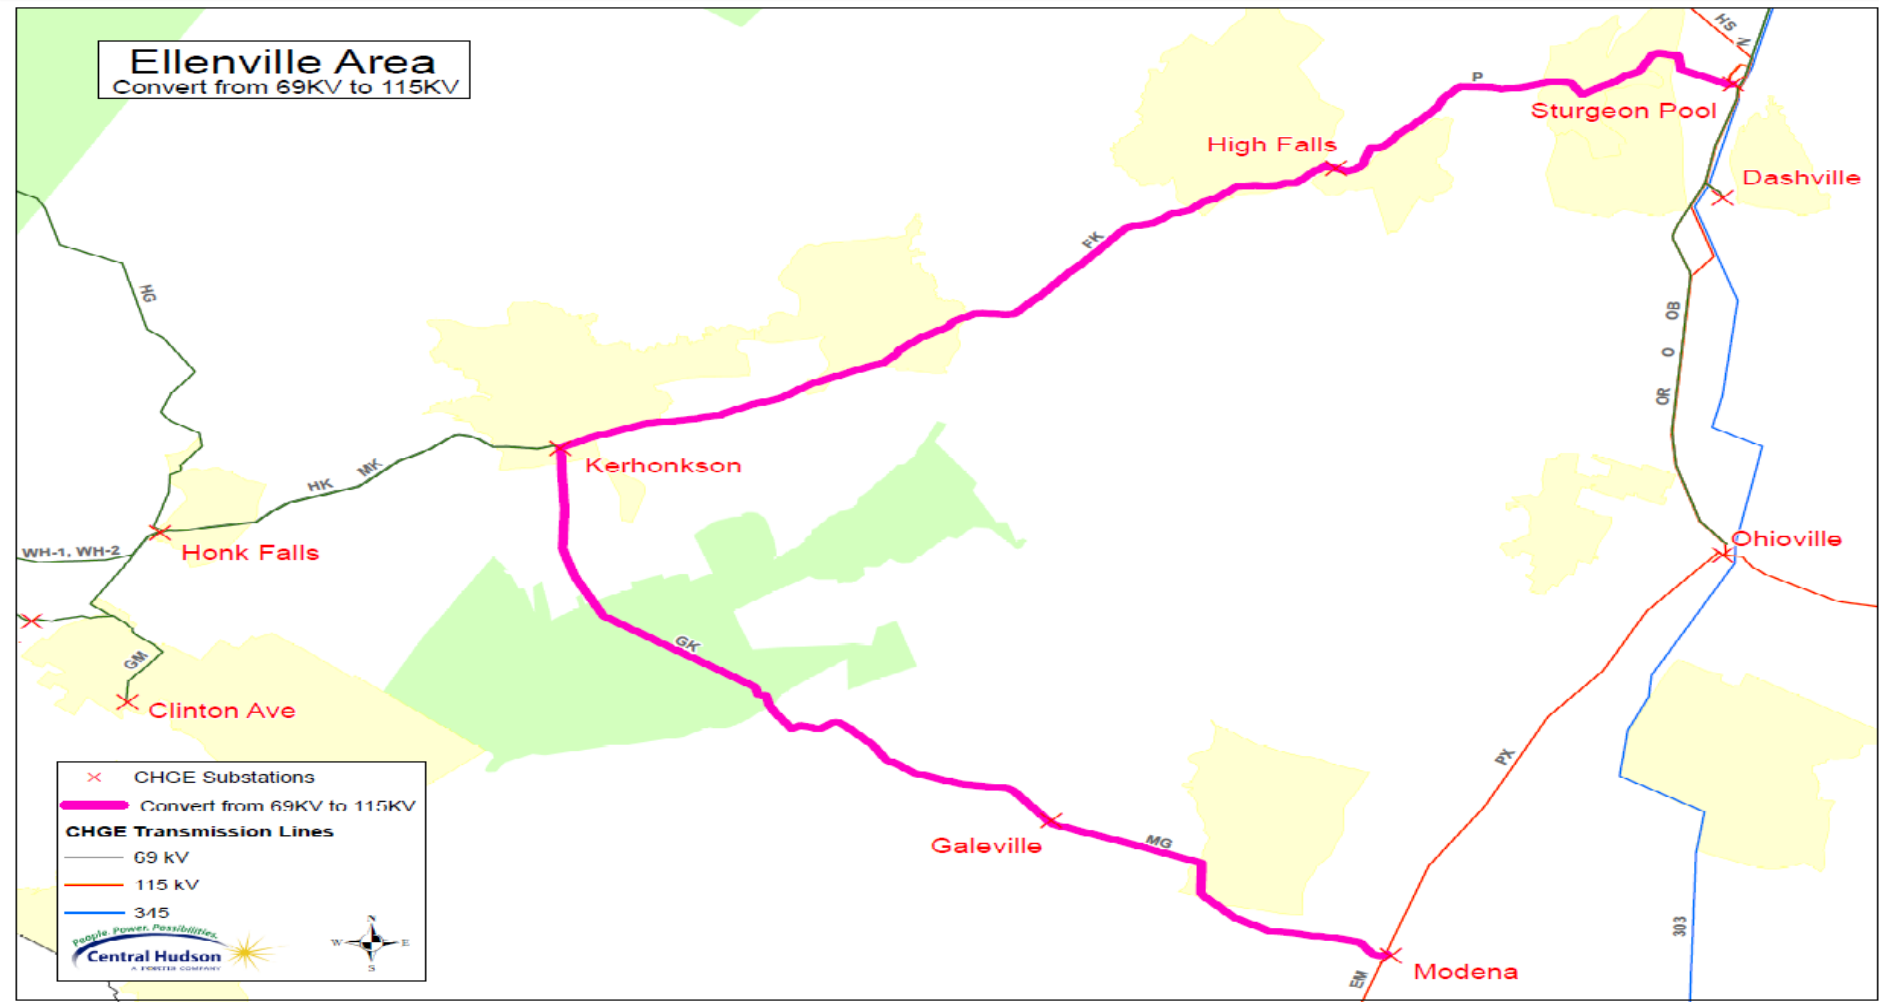 Ellenville Area
Convert from 69KV to 115KV
HS
N
P
Sturgeon Pool
High Falls
Dashville
FK
HG
OB
O
OR
Kerhonkson
MK
HK
WH-1, WH-2
Honk Falls
Ohioville
GK
GM
Clinton Ave
PX
CHGE Substations
Convert from 69KV to 115KV
CHGE Transmission Lines
69 kV
115 kV
345
Galeville
MG
People. Power. Possibilities.
Central Hudson
A FORTIS COMPANY
N
W E
S
303
Modena
EM